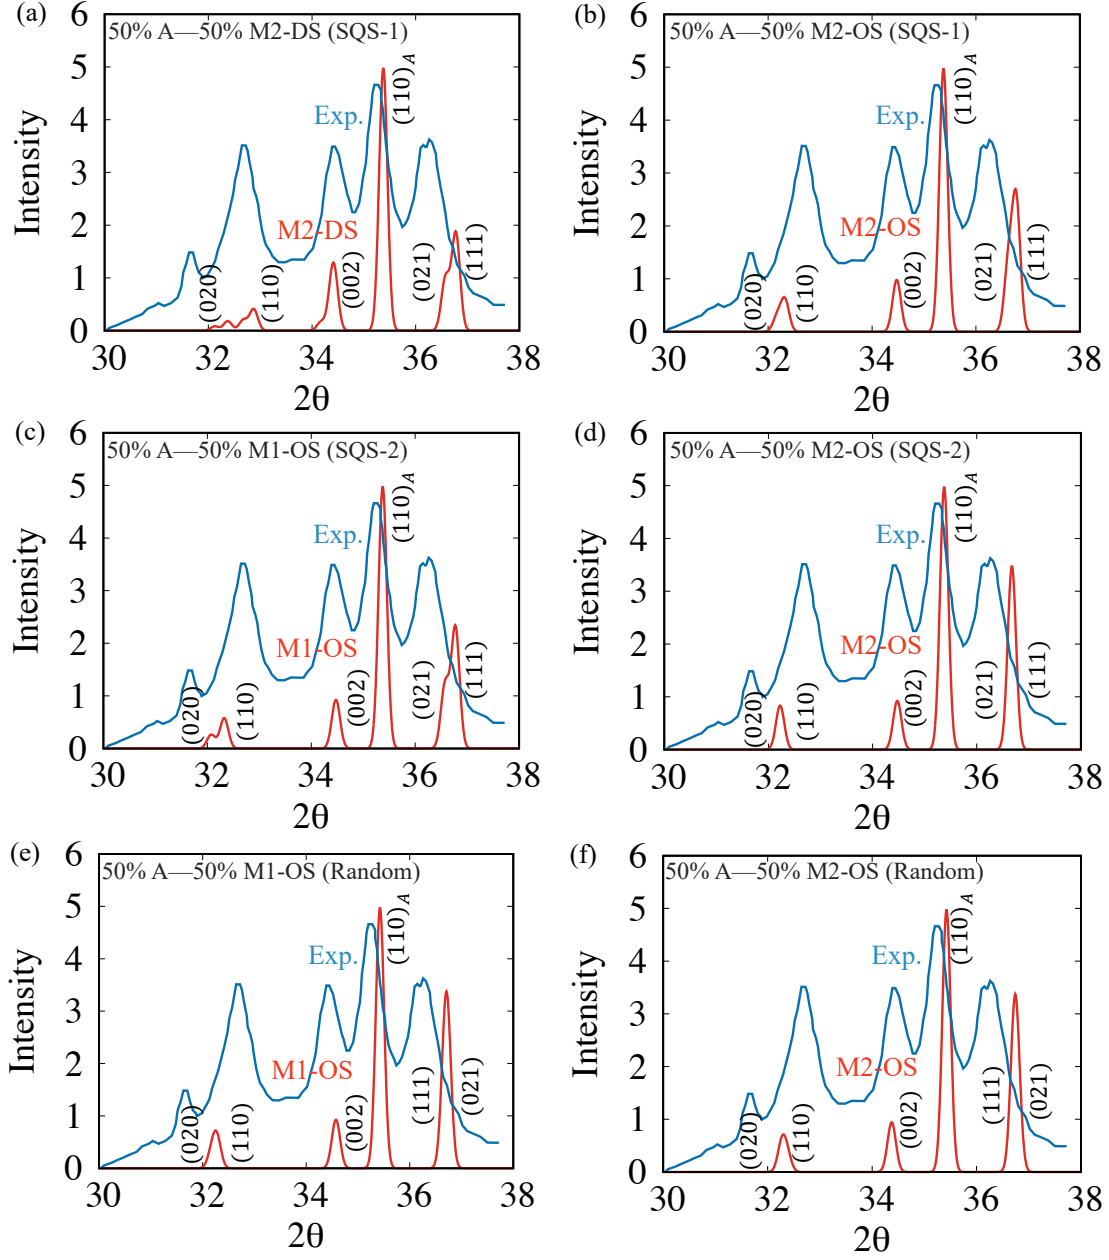 (a)
50% A—50% M2-DS (SQS-1)
6
5
4
3
2
1
0
Intensity
Exp.
M2-DS
(020)
(110)
(002)
(110)A
(021)
(111)
30 32 34 36 38
2θ
(b)
50% A—50% M2-OS (SQS-1)
6
5
4
3
2
1
0
Intensity
Exp.
M2-OS
(020)
(110)
(002)
(110)A
(021)
(111)
30 32 34 36 38
2θ
(c)
50% A—50% M1-OS (SQS-2)
6
5
4
3
2
1
0
Intensity
Exp.
M1-OS
(020)
(110)
(002)
(110)A
(021)
(111)
30 32 34 36 38
2θ
(d)
50% A—50% M2-OS (SQS-2)
6
5
4
3
2
1
0
Intensity
Exp.
M2-OS
(020)
(110)
(002)
(110)A
(021)
(111)
30 32 34 36 38
2θ
(e)
50% A—50% M1-OS (Random)
6
5
4
3
2
1
0
Intensity
Exp.
M1-OS
(020)
(110)
(002)
(110)A
(111)
(021)
30 32 34 36 38
2θ
(f)
50% A—50% M2-OS (Random)
6
5
4
3
2
1
0
Intensity
Exp.
M2-OS
(020)
(110)
(002)
(110)A
(111)
(021)
30 32 34 36 38
2θ